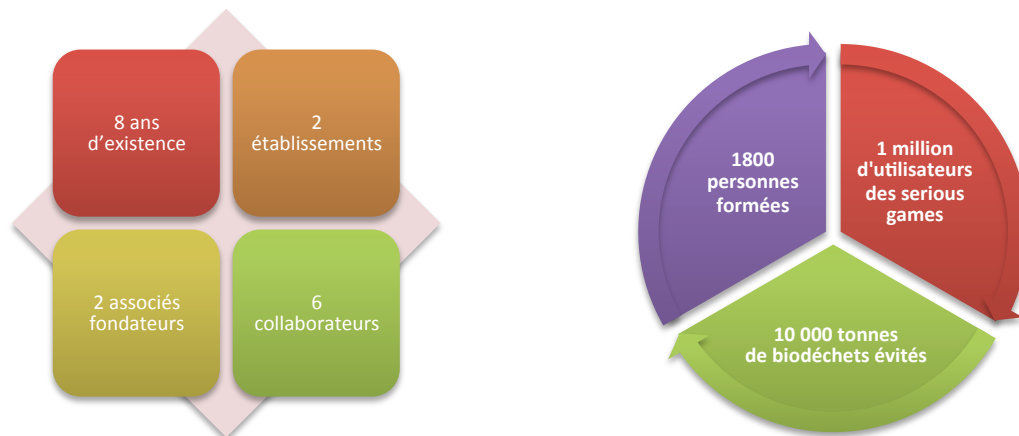 8 ans
d’existence
2
établissements
2 associés
fondateurs
6
collaborateurs
1800
personnes
formées
1 million
d'utilisateurs
des serious
games
10 000 tonnes
de biodéchets évités